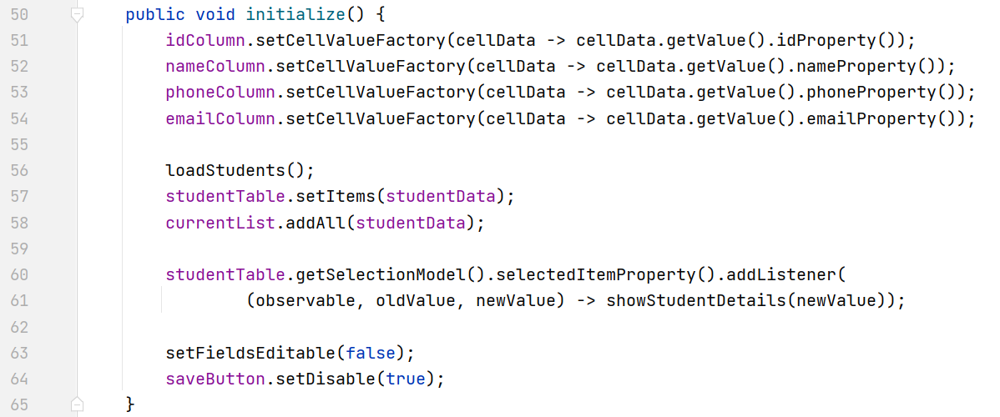 50 public void initialize() {
51 idColumn.setCellValueFactory(cellData -> cellData.getValue().idProperty());
52 nameColumn.setCellValueFactory(cellData -> cellData.getValue().nameProperty());
53 phoneColumn.setCellValueFactory(cellData -> cellData.getValue().phoneProperty());
54 emailColumn.setCellValueFactory(cellData -> cellData.getValue().emailProperty());
55
56 loadStudents();
57 studentTable.setItems(studentData);
58 currentList.addAll(studentData);
59
60 studentTable.getSelectionModel().selectedItemProperty().addListener(
61 (observable, oldValue, newValue) -> showStudentDetails(newValue));
62
63 setFieldsEditable(false);
64 saveButton.setDisable(true);
65 }